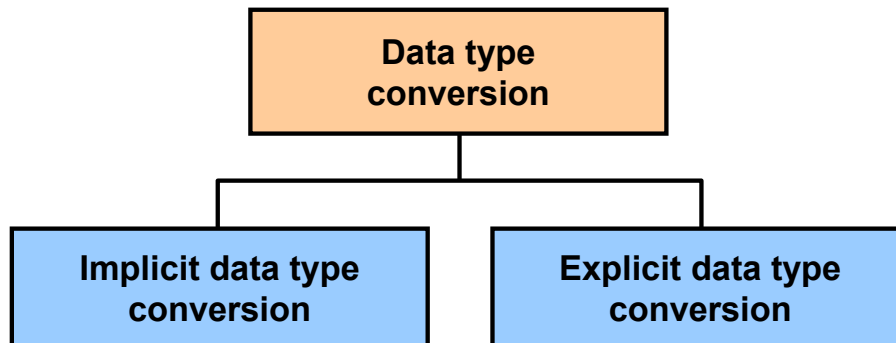 Data type
conversion
Implicit data type
conversion
Explicit data type
conversion